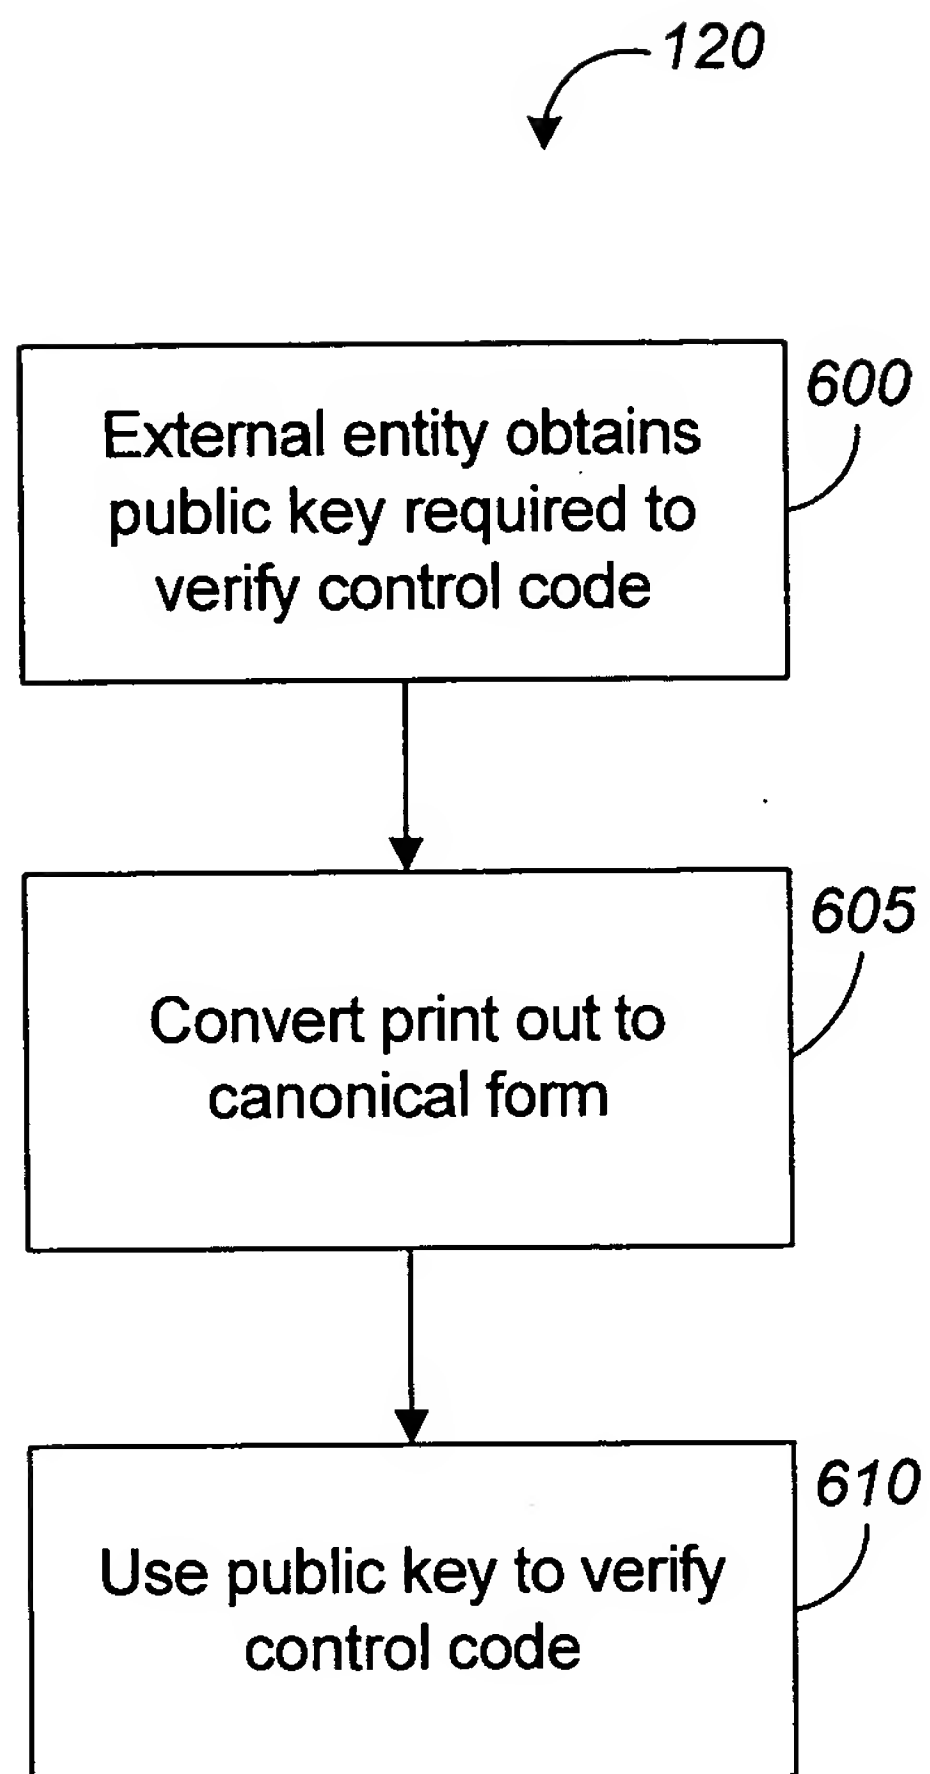 120
600
External entity obtains
public key required to
verify control code
605
Convert print out to
canonical form
610
Use public key to verify
control code